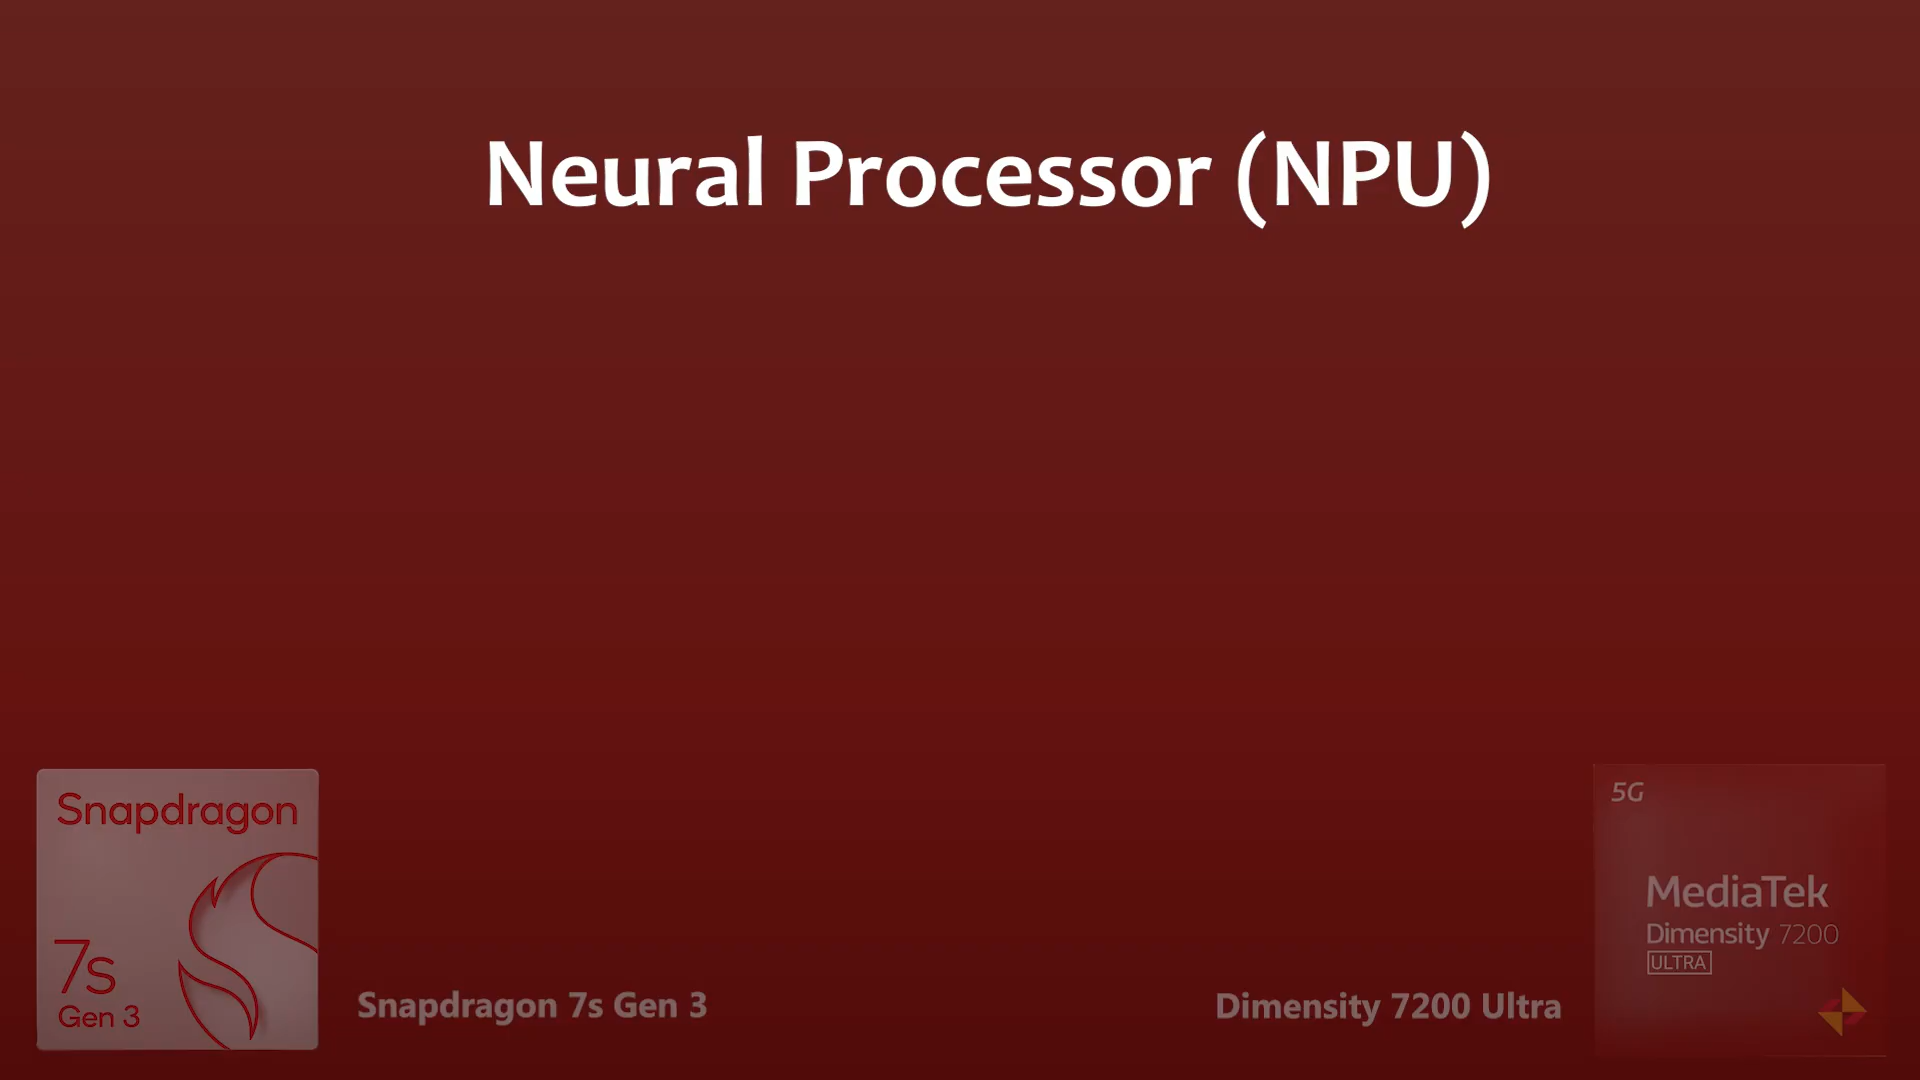 Neural Processor (NPU)
Snapdragon
7s
Gen 3
Snapdragon 7s Gen 3
Dimensity 7200 Ultra
5G
MediaTek
Dimensity 7200
ULTRA